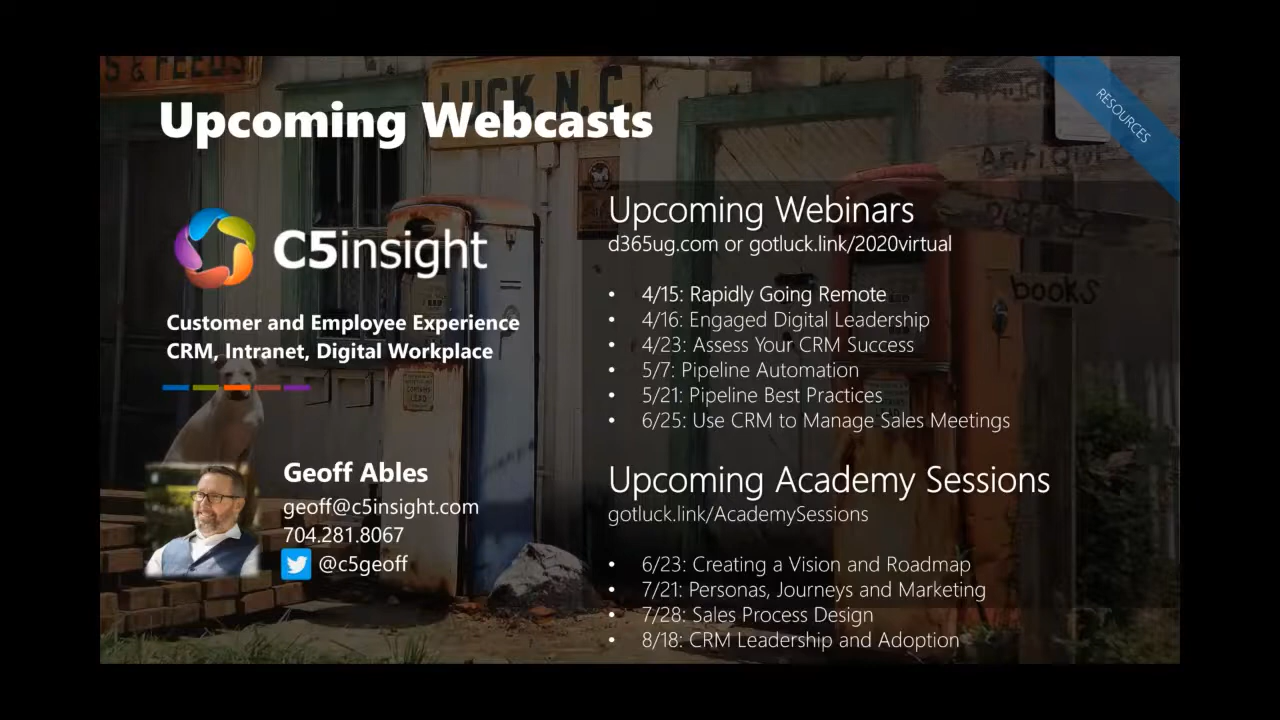 S & FEEDS
LUCK, N.C.
RESOURCES
Upcoming Webcasts
C5insight
Customer and Employee Experience
CRM, Intranet, Digital Workplace
Geoff Ables
geoff@c5insight.com
704.281.8067
@c5geoff
Upcoming Webinars
d365ug.com or gotluck.link/2020virtual
• 4/15: Rapidly Going Remote
• 4/16: Engaged Digital Leadership
• 4/23: Assess Your CRM Success
• 5/7: Pipeline Automation
• 5/21: Pipeline Best Practices
• 6/25: Use CRM to Manage Sales Meetings
books
Upcoming Academy Sessions
gotluck.link/AcademySessions
• 6/23: Creating a Vision and Roadmap
• 7/21: Personas, Journeys and Marketing
• 7/28: Sales Process Design
• 8/18: CRM Leadership and Adoption